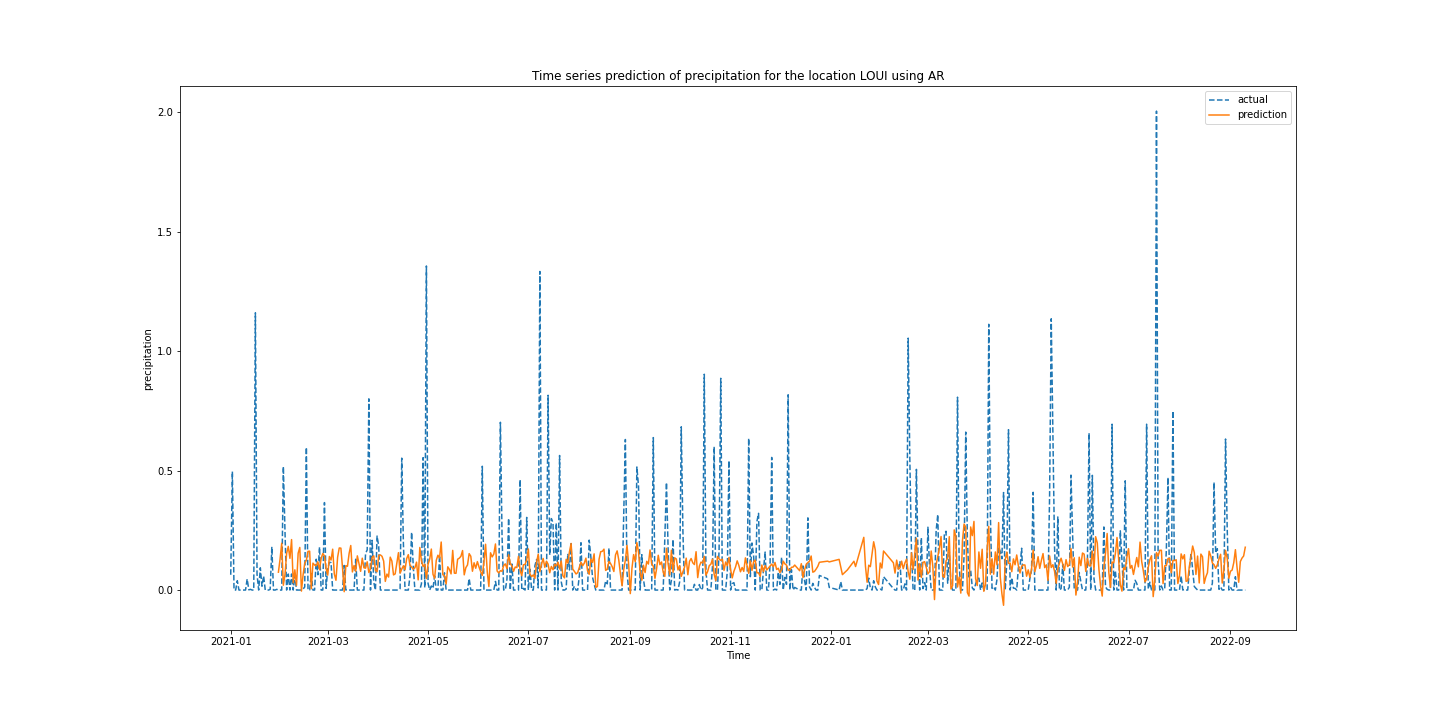 Time series prediction of precipitation for the location LOUI using AR
actual
prediction
2.0
1.5
1.0
0.5
0.0
precipitation
2021-01 2021-03 2021-05 2021-07 2021-09 2021-11 2022-01 2022-03 2022-05 2022-07 2022-09
Time